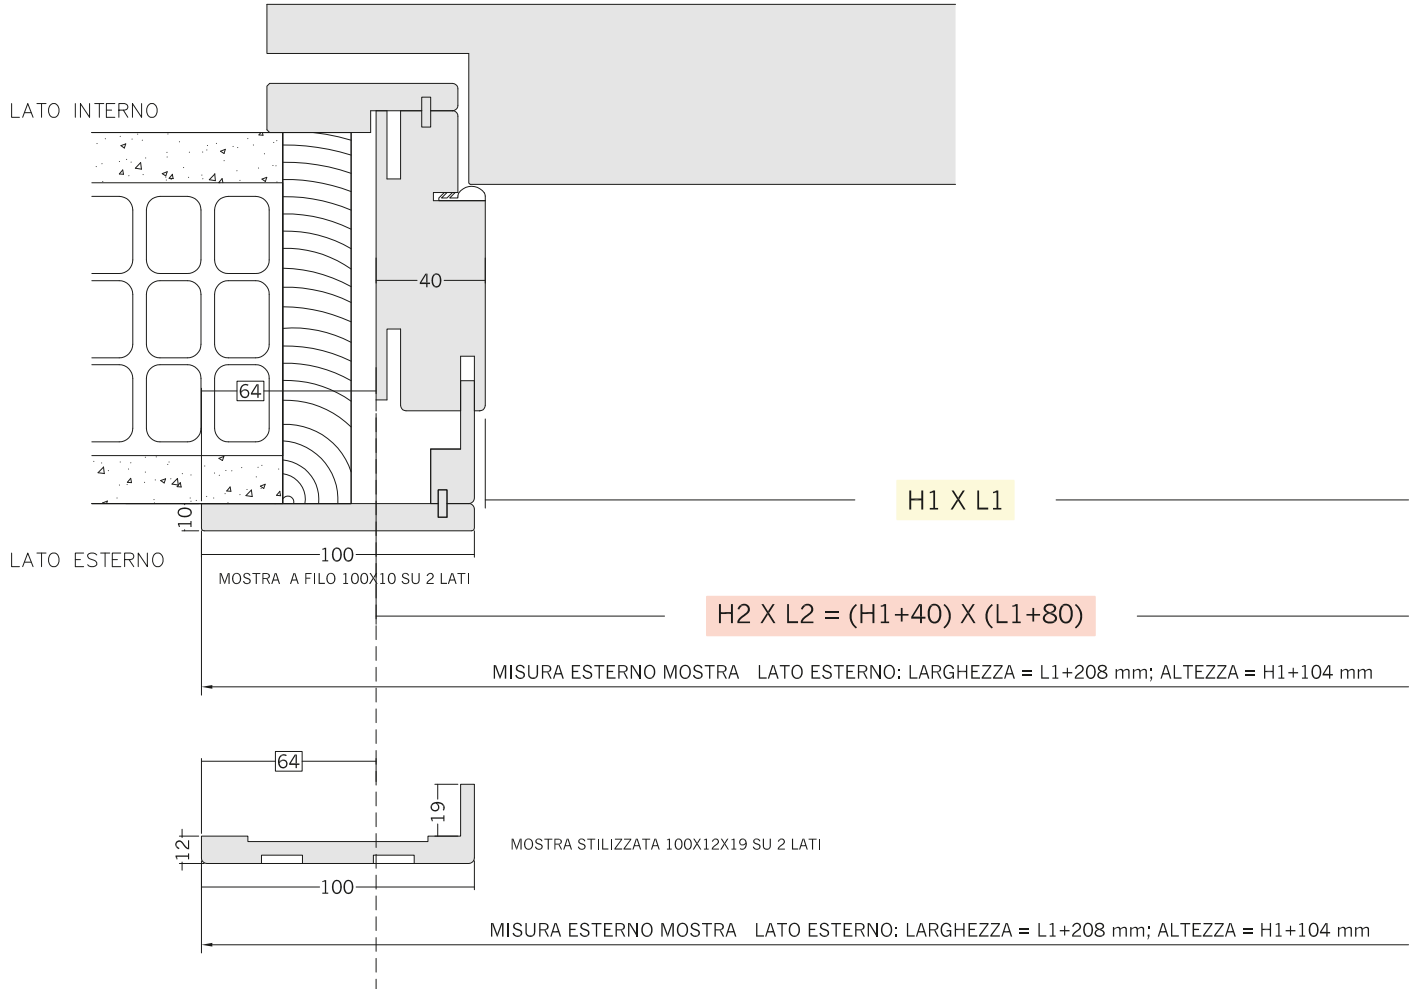 LATO INTERNO
40
64
H1 X L1
10
LATO ESTERNO
100
MOSTRA A FILO 100X10 SU 2 LATI
H2 X L2 = (H1+40) X (L1+80)
MISURA ESTERNO MOSTRA LATO ESTERNO: LARGHEZZA = L1+208 mm; ALTEZZA = H1+104 mm
64
19
12
MOSTRA STILIZZATA 100X12X19 SU 2 LATI
100
MISURA ESTERNO MOSTRA LATO ESTERNO: LARGHEZZA = L1+208 mm; ALTEZZA = H1+104 mm